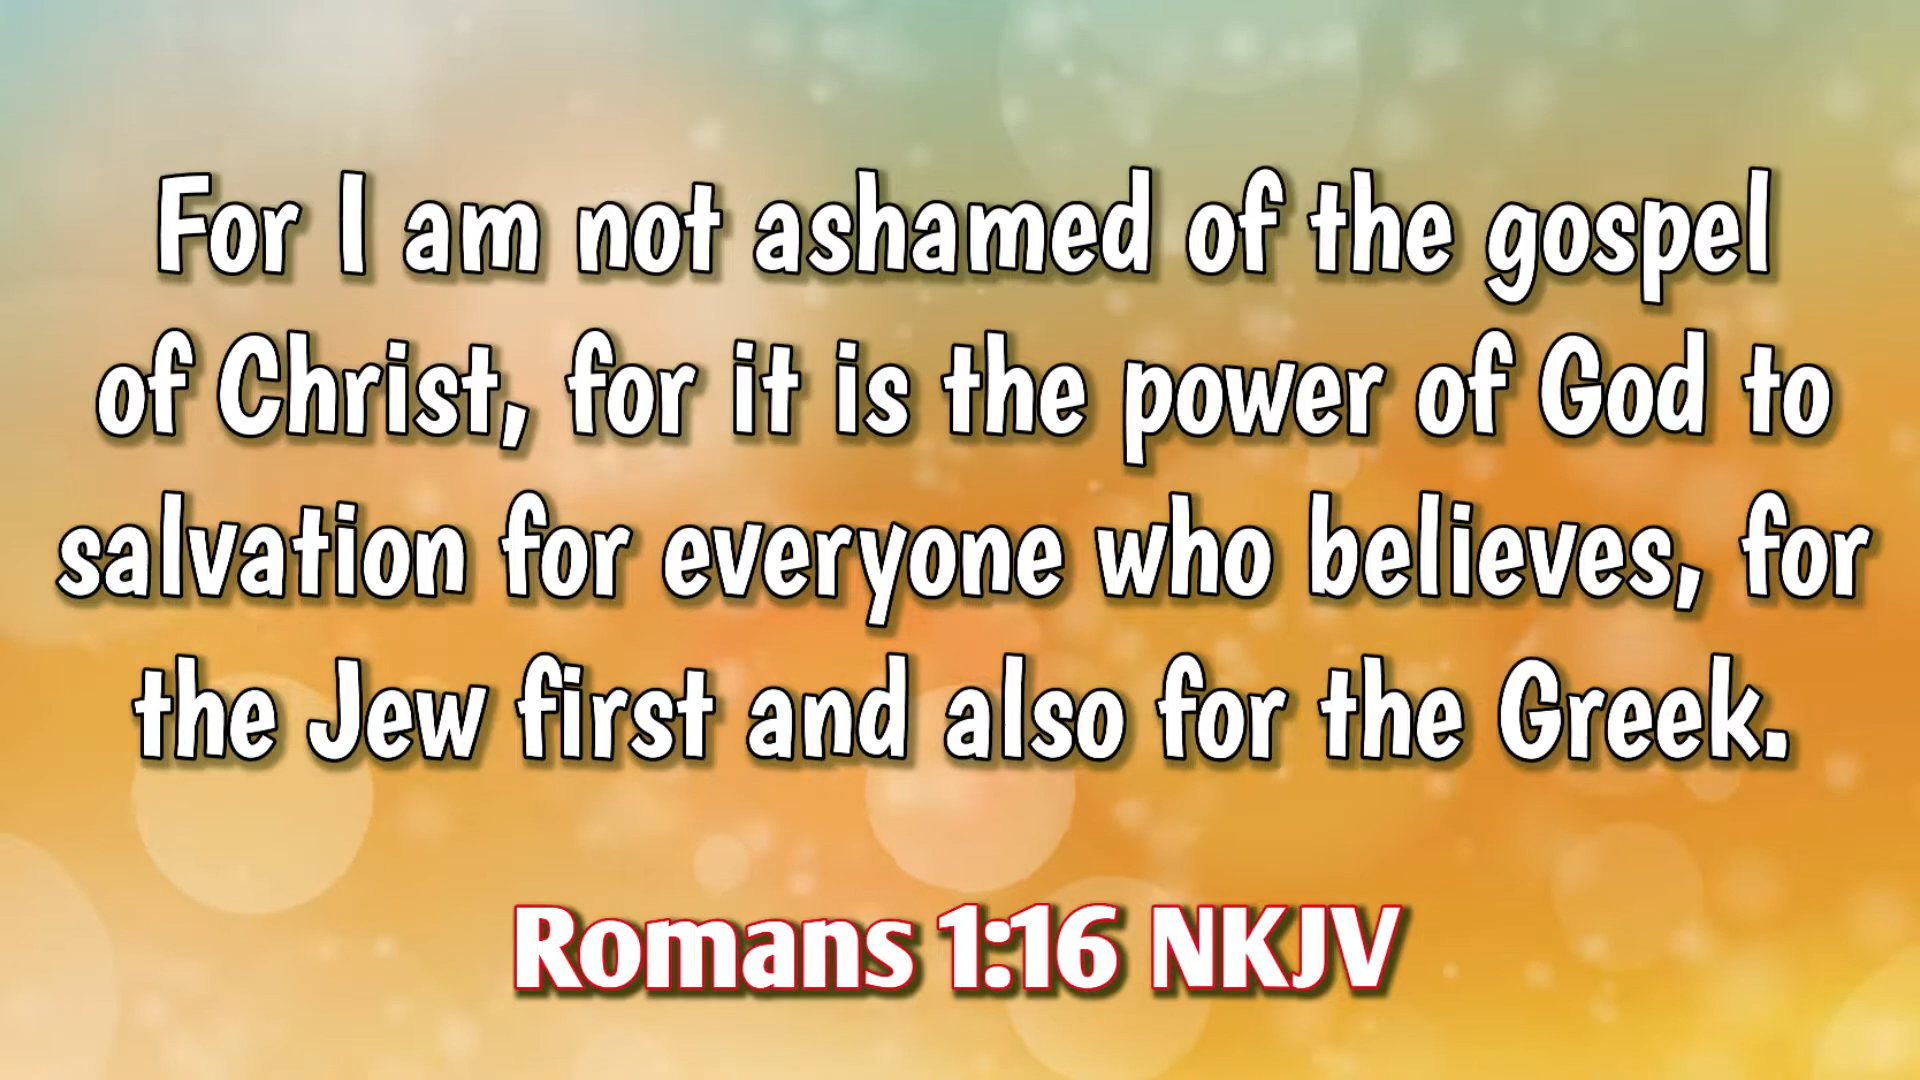 For I am not ashamed of the gospel
of Christ, for it is the power of God to
salvation for everyone who believes, for
the Jew first and also for the Greek.
Romans 1:16 NKJV